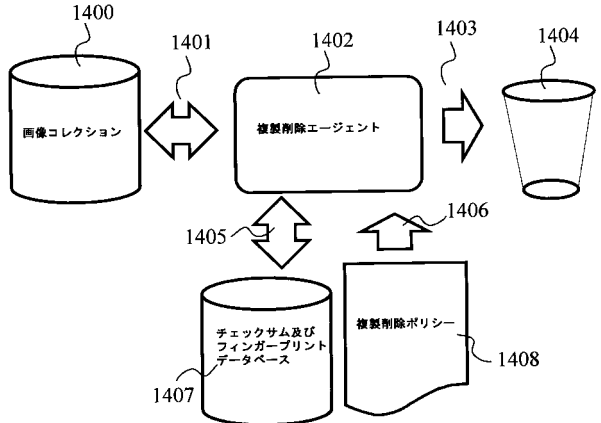 1400
1401
1402
1403
1404
画像コレクション
複製削除エージェント
1405
1406
チェックサム及び
フィンガープリント
データベース
1407
複製削除ポリシー
1408